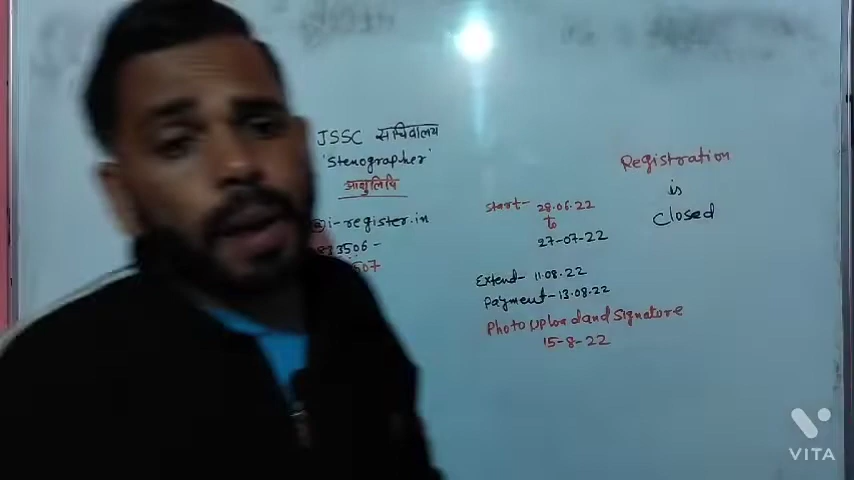 JSSC सचिवालय
'Stenographer'
आशुलिपि
@i-register.in
33506 -
507
Start- 28.06.22
To
27-07-22
Extend- 11.08.22
Payment- 13.08.22
Photo Upload and Signature
15-8-22
Registration
is
Closed
VITA